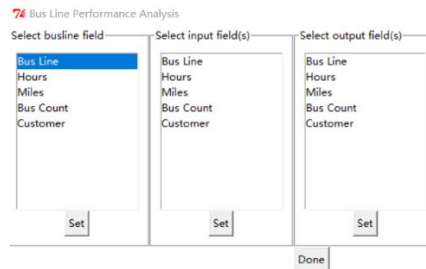 Bus Line Performance Analysis
Select busline field
Bus Line
Hours
Miles
Bus Count
Customer
Set
Select input field(s)
Bus Line
Hours
Miles
Bus Count
Customer
Set
Select output field(s)
Bus Line
Hours
Miles
Bus Count
Customer
Set
Done